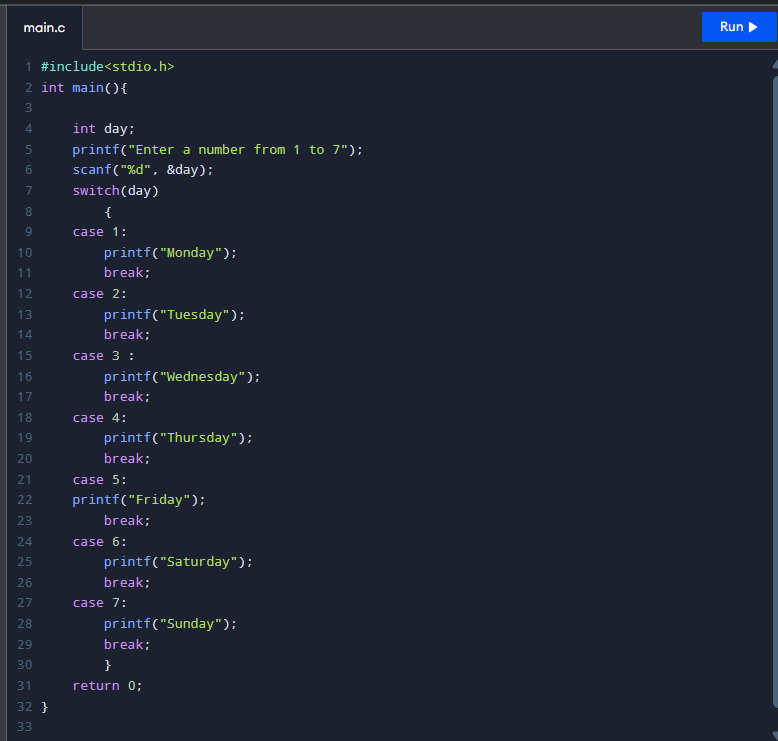 main.c
Run
1 #include<stdio.h>
2 int main(){
3
4     int day;
5     printf("Enter a number from 1 to 7");
6     scanf("%d", &day);
7     switch(day)
8         {
9     case 1:
10         printf("Monday");
11         break;
12     case 2:
13         printf("Tuesday");
14         break;
15     case 3 :
16         printf("Wednesday");
17         break;
18     case 4:
19         printf("Thursday");
20         break;
21     case 5:
22     printf("Friday");
23         break;
24     case 6:
25         printf("Saturday");
26         break;
27     case 7:
28         printf("Sunday");
29         break;
30         }
31     return 0;
32 }
33